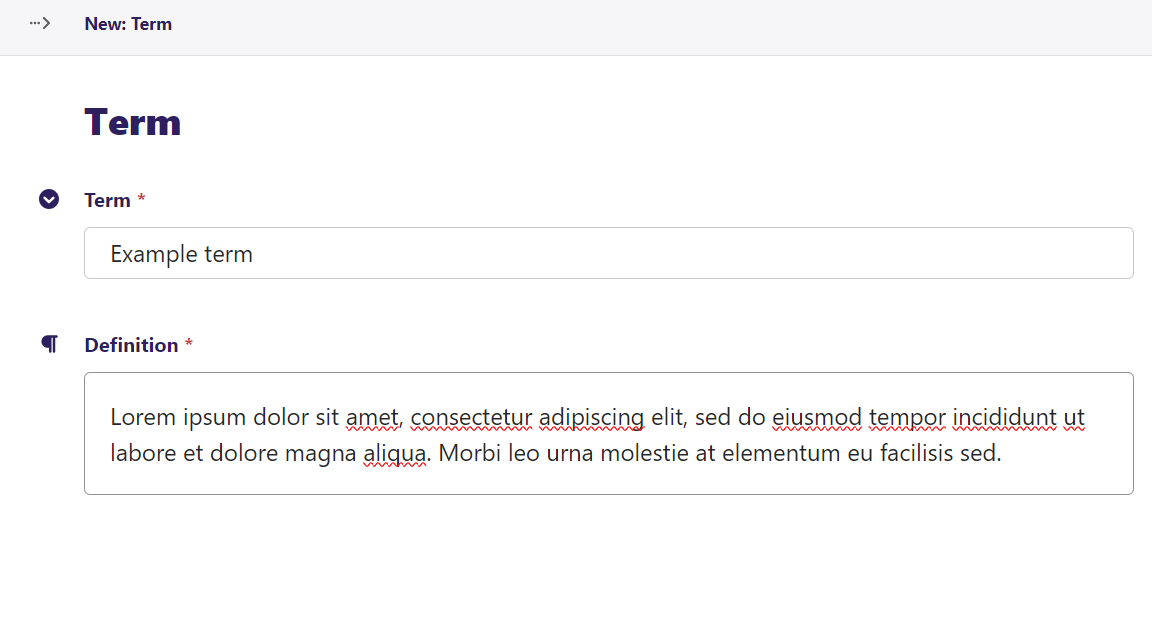 New: Term
Term
Term *
Example term
Definition *
Lorem ipsum dolor sit amet, consectetur adipiscing elit, sed do eiusmod tempor incididunt ut
labore et dolore magna aliqua. Morbi leo urna molestie at elementum eu facilisis sed.